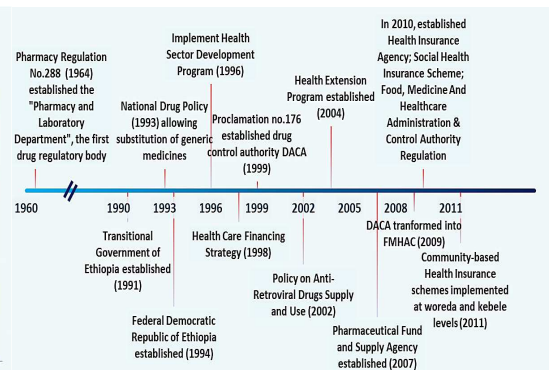 Pharmacy Regulation
No.288 (1964)
established the
"Pharmacy and
Laboratory
Department", the first
drug regulatory body
National Drug Policy
(1993) allowing
substitution of generic
medicines
Implement Health
Sector Development
Program (1996)
Proclamation no.176
established drug
control authority DACA
(1999)
Health Extension
Program established
(2004)
In 2010, established
Health Insurance
Agency; Social Health
Insurance Scheme;
Food, Medicine And
Healthcare
Administration &
Control Authority
Regulation
1960 1990 1993 1996 1999 2002 2005 2008 2011
Transitional
Government of
Ethiopia established
(1991)
Federal Democratic
Republic of Ethiopia
established (1994)
Health Care Financing
Strategy (1998)
Policy on Anti-
Retroviral Drugs Supply
and Use (2002)
Pharmaceutical Fund
and Supply Agency
established (2007)
DACA tranformed into
FMHAC (2009)
Community-based
Health Insurance
schemes implemented
at woreda and kebele
levels (2011)